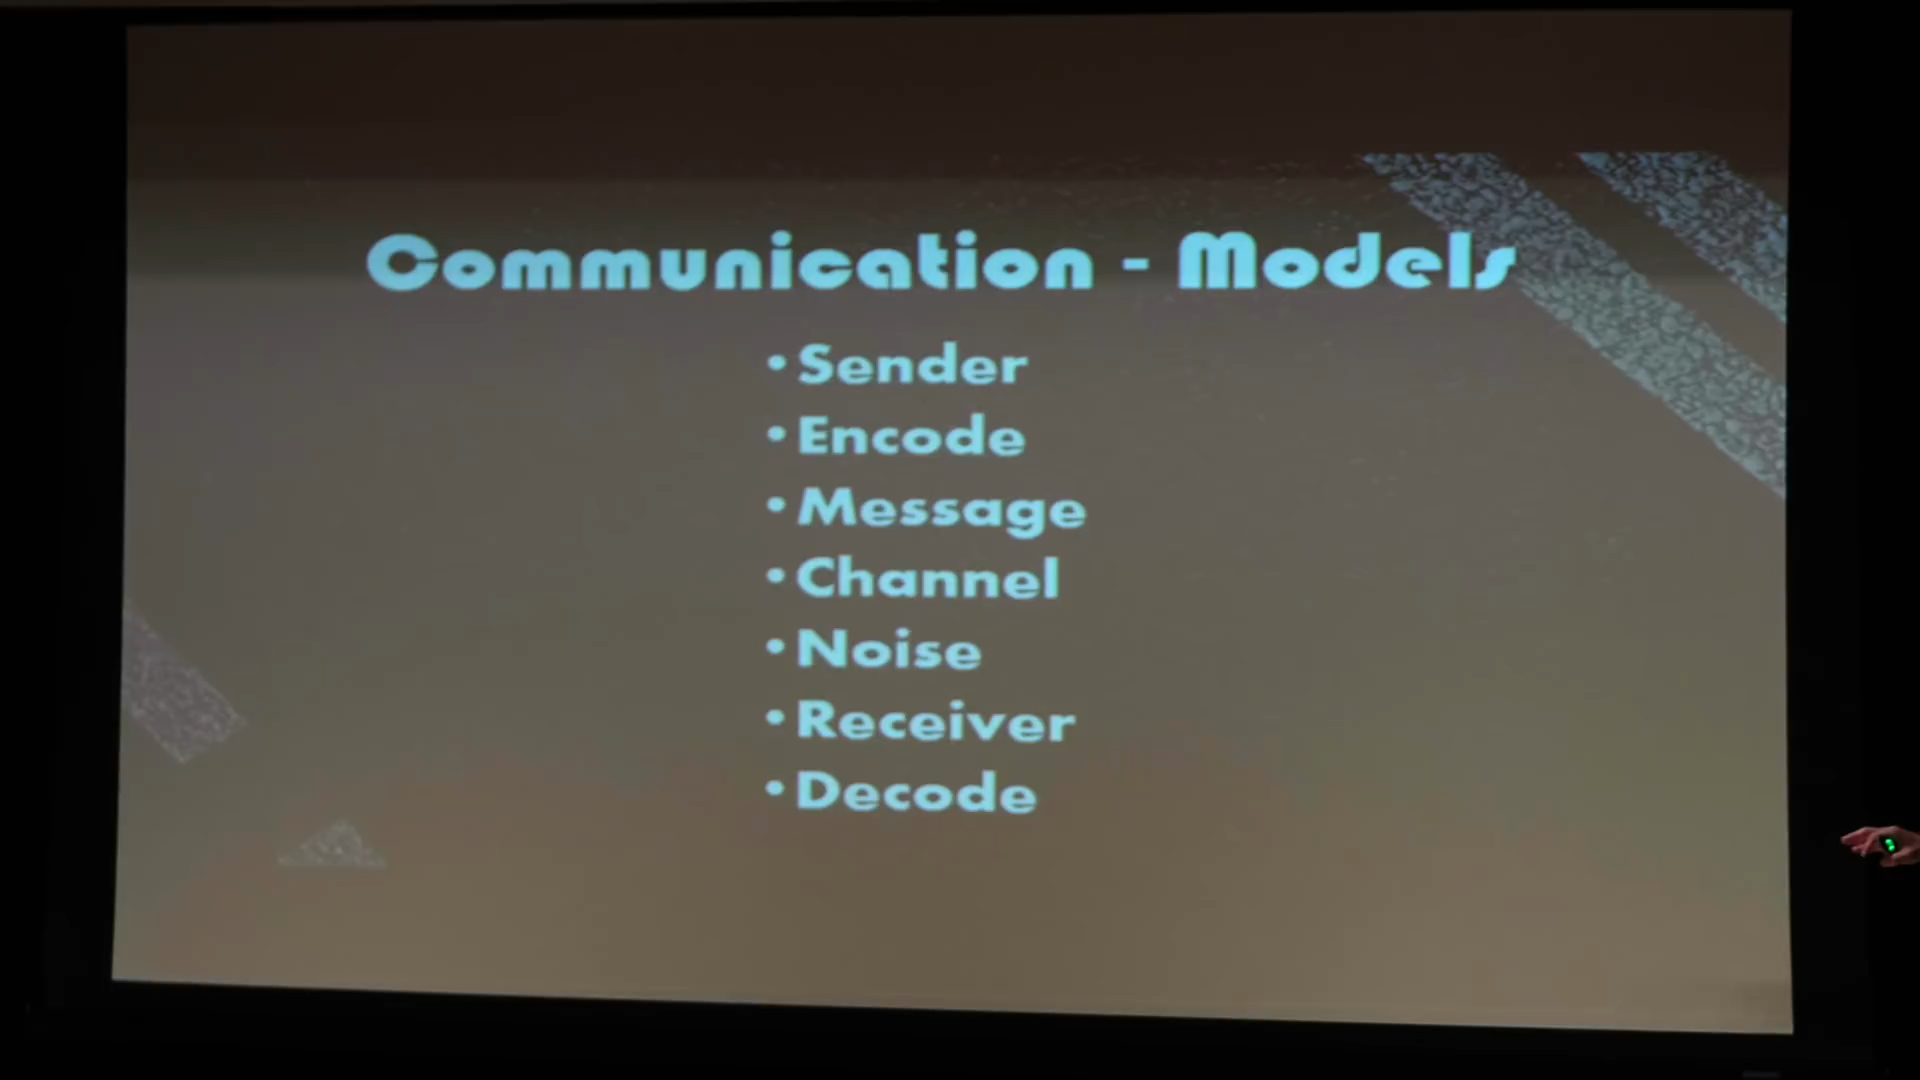 Communication - Models
• Sender
• Encode
• Message
• Channel
• Noise
• Receiver
• Decode